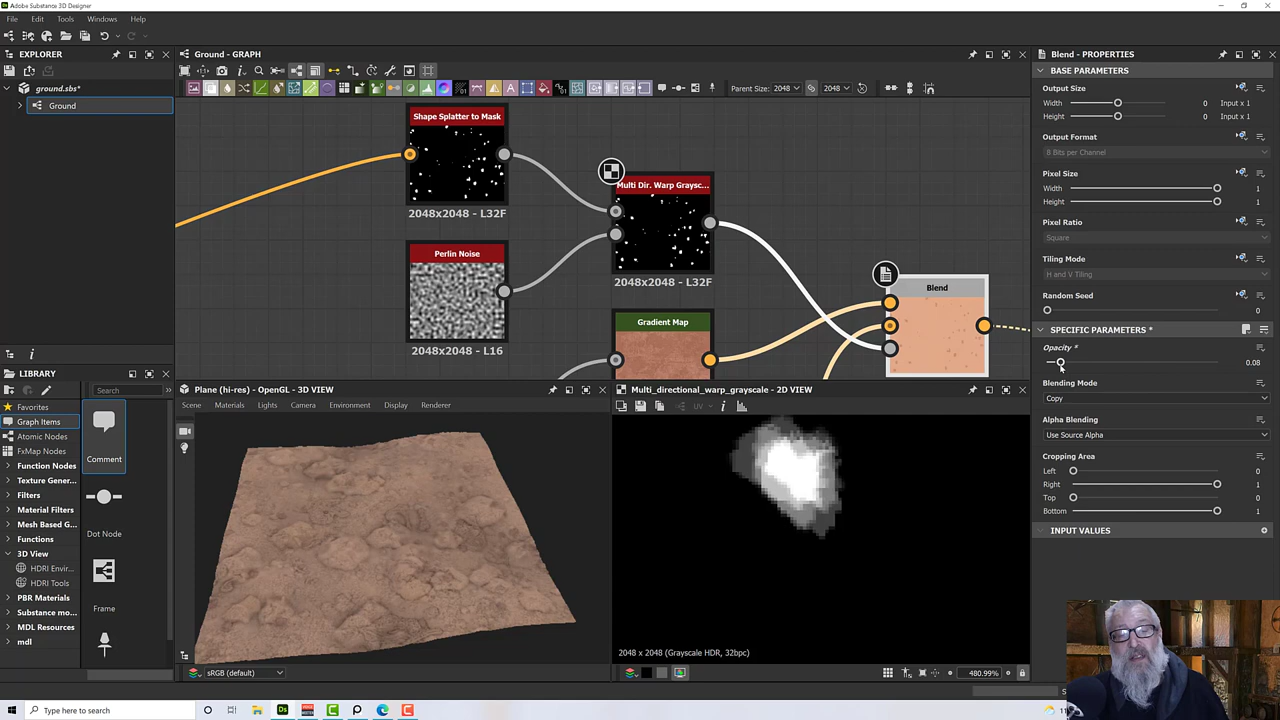 Adobe Substance 3D Designer
File Edit Tools Windows Help
EXPLORER
ground.sbs*
Ground
LIBRARY
Search
Favorites
Graph Items
Atomic Nodes
FxMap Nodes
Function Nodes
Texture Gener...
Filters
Material Filters
Mesh Based G...
Functions
3D View
HDRI Envir...
HDRI Tools
PBR Materials
Substance mo...
MDL Resources
mdl
Comment
Dot Node
Frame
Ground - GRAPH
Parent Size: 2048 2048
Shape Splatter to Mask
2048x2048 - L32F
Perlin Noise
2048x2048 - L16
Multi Dir. Warp Graysc...
2048x2048 - L32F
Gradient Map
Blend
Plane (hi-res) - OpenGL - 3D VIEW
Scene Materials Lights Camera Environment Display Renderer
sRGB (default)
Multi_directional_warp_grayscale - 2D VIEW
UV
2048 x 2048 (Grayscale HDR, 32bpc)
480.99%
Blend - PROPERTIES
BASE PARAMETERS
Output Size
Width 0 Input x 1
Height 0 Input x 1
Output Format
8 Bits per Channel
Pixel Size
Width 1
Height 1
Pixel Ratio
Square
Tiling Mode
H and V Tiling
Random Seed
0
SPECIFIC PARAMETERS *
Opacity *
0.08
Blending Mode
Copy
Alpha Blending
Use Source Alpha
Cropping Area
Left 0
Right 1
Top 0
Bottom 1
INPUT VALUES
Type here to search